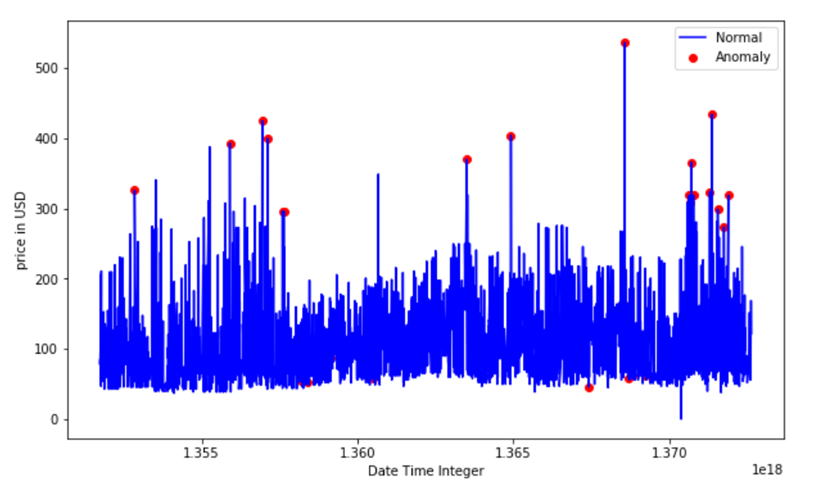 Normal
Anomaly
500
400
300
200
100
0
price in USD
1.355
1.360
1.365
1.370
1e18
Date Time Integer